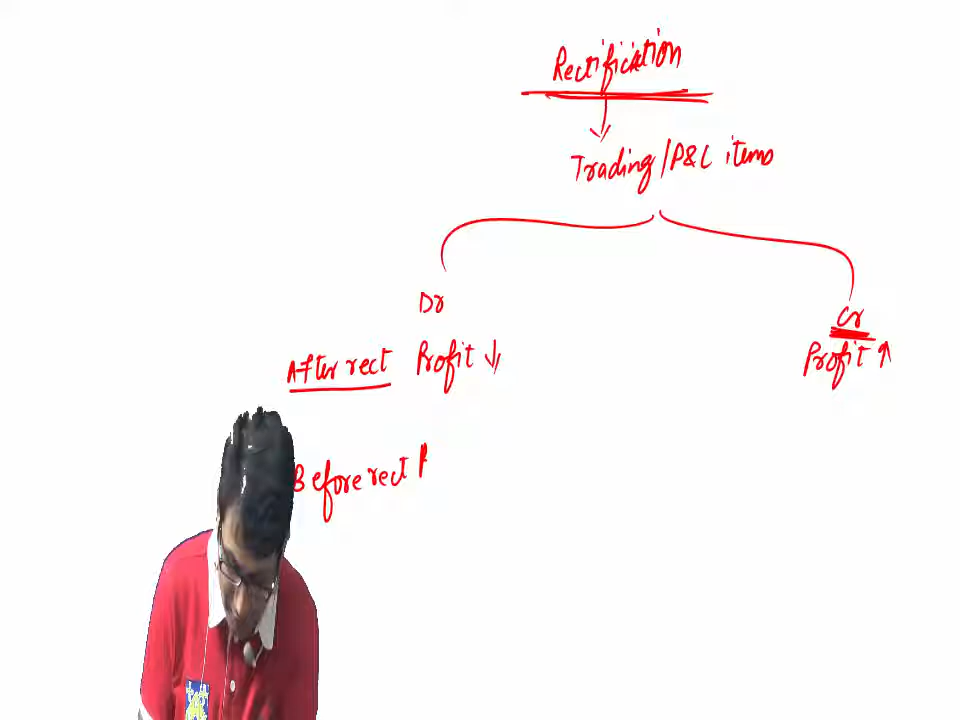 Rectification
Trading/P&L items
Dr
Cr
After rect Profit ↓
Profit ↑
Before rect P